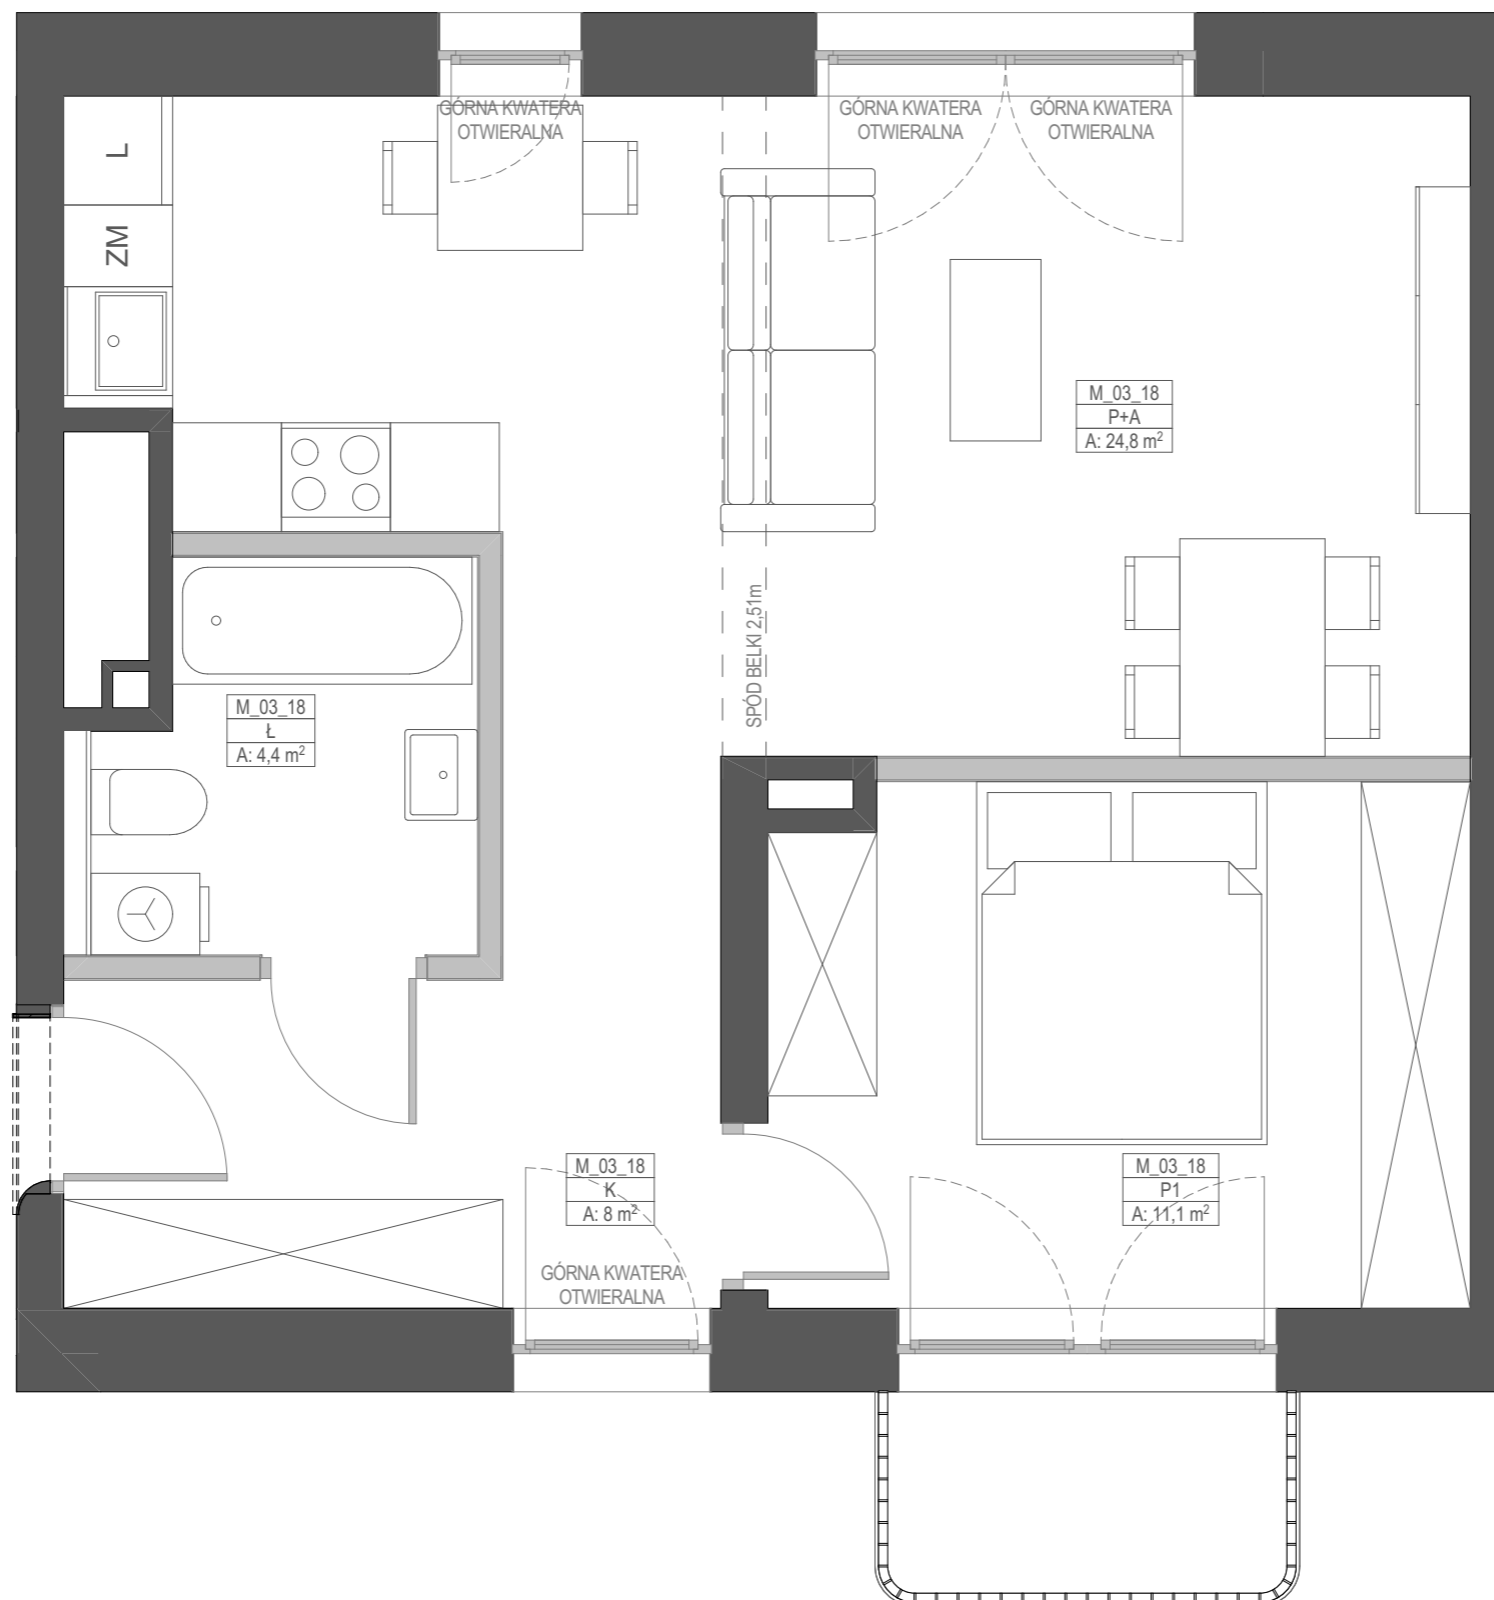 GÓRNA KWATERA
OTWIERALNA
GÓRNA KWATERA
OTWIERALNA
GÓRNA KWATERA
OTWIERALNA
L
ZM
M_03_18
P+A
A: 24,8 m²
SPÓD BELKI 2,51m
M_03_18
Ł
A: 4,4 m²
M_03_18
K
A: 8 m²
M_03_18
P1
A: 11,1 m²
GÓRNA KWATERA
OTWIERALNA